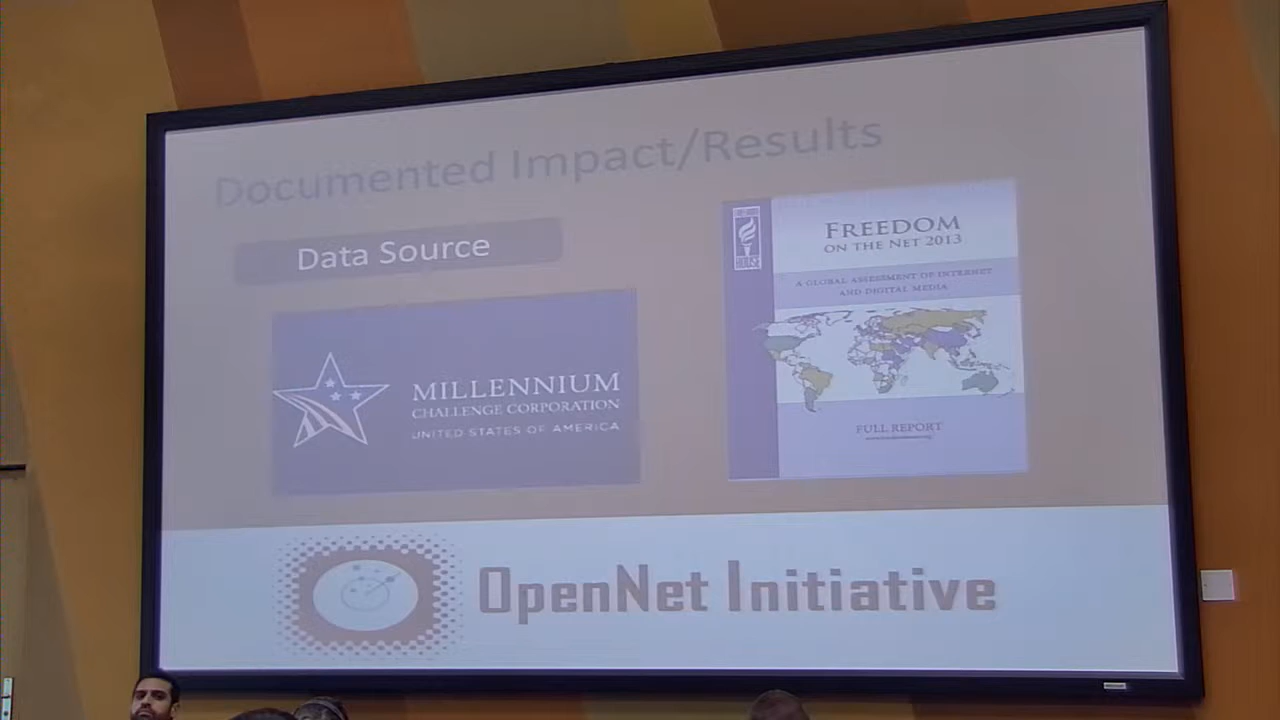 Documented Impact/Results
Data Source
MILLENNIUM
CHALLENGE CORPORATION
UNITED STATES OF AMERICA
HOUSE
FREEDOM
ON THE NET 2013
A GLOBAL ASSESSMENT OF INTERNET
AND DIGITAL MEDIA
FULL REPORT
OpenNet Initiative